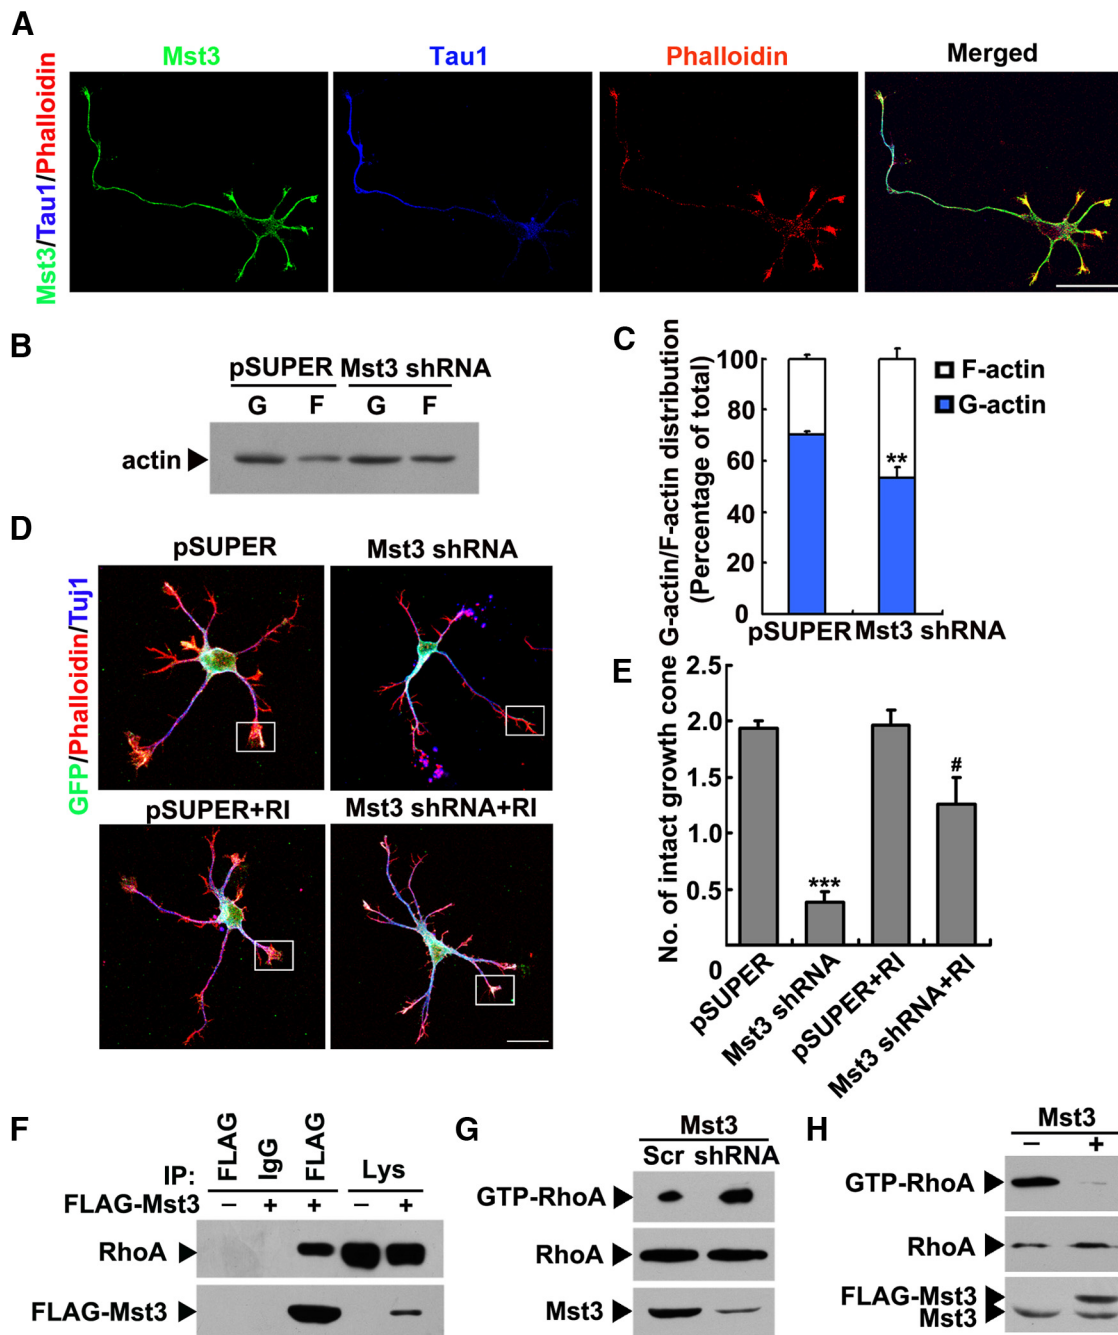 A
Mst3 Tau1 Phalloidin Merged
Mst3/Tau1/Phalloidin
B
pSUPER Mst3 shRNA
G F G F
actin
C
G-actin/F-actin distribution
(Percentage of total)
100
80
60
40
20
0
**
F-actin
G-actin
pSUPER Mst3 shRNA
D
GFP/Phalloidin/Tuj1
pSUPER Mst3 shRNA
pSUPER+RI Mst3 shRNA+RI
E
No. of intact growth cone
2.5
2.0
1.5
1.0
0.5
0
***
#
pSUPER
Mst3 shRNA
pSUPER+RI
Mst3 shRNA+RI
F
IP: FLAG IgG FLAG Lys
FLAG-Mst3 – + + – +
RhoA
FLAG-Mst3
G
Mst3
Scr shRNA
GTP-RhoA
RhoA
Mst3
H
Mst3
– +
GTP-RhoA
RhoA
FLAG-Mst3
Mst3